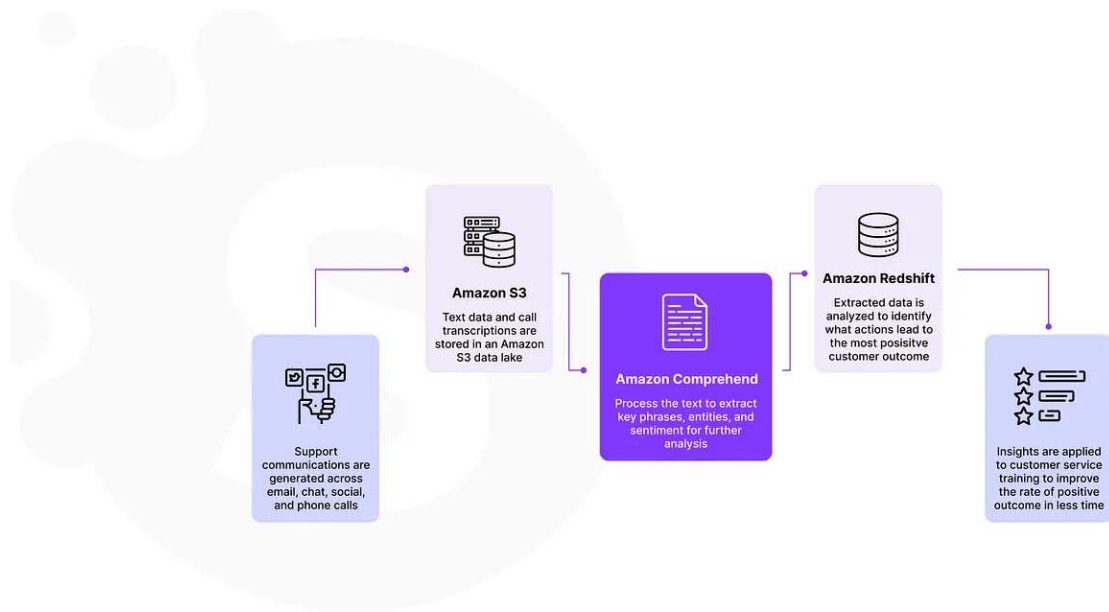 Support
communications are
generated across
email, chat, social,
and phone calls
Amazon S3
Text data and call
transcriptions are
stored in an Amazon
S3 data lake
Amazon Comprehend
Process the text to extract
key phrases, entities, and
sentiment for further
analysis
Amazon Redshift
Extracted data is
analyzed to identify
what actions lead to
the most posisitve
customer outcome
Insights are applied
to customer service
training to improve
the rate of positive
outcome in less time